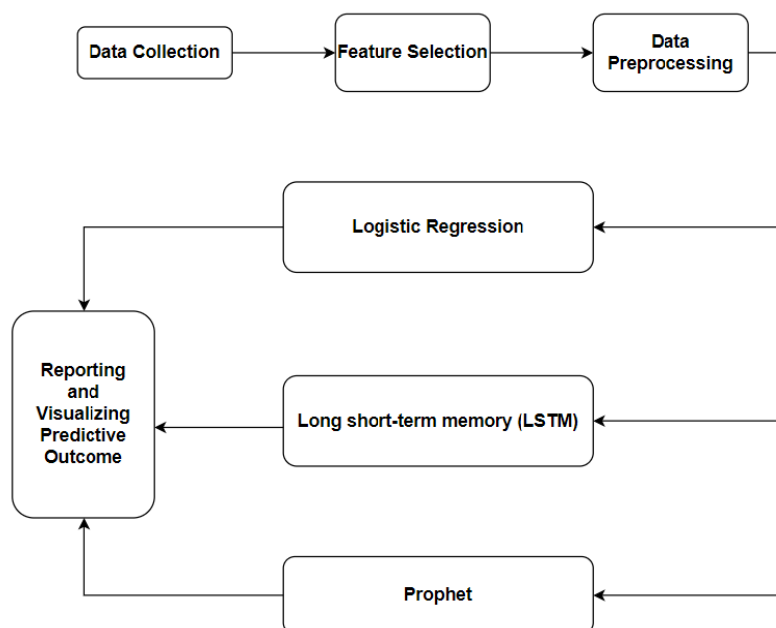 Data Collection
Feature Selection
Data
Preprocessing
Logistic Regression
Reporting
and
Visualizing
Predictive
Outcome
Long short-term memory (LSTM)
Prophet